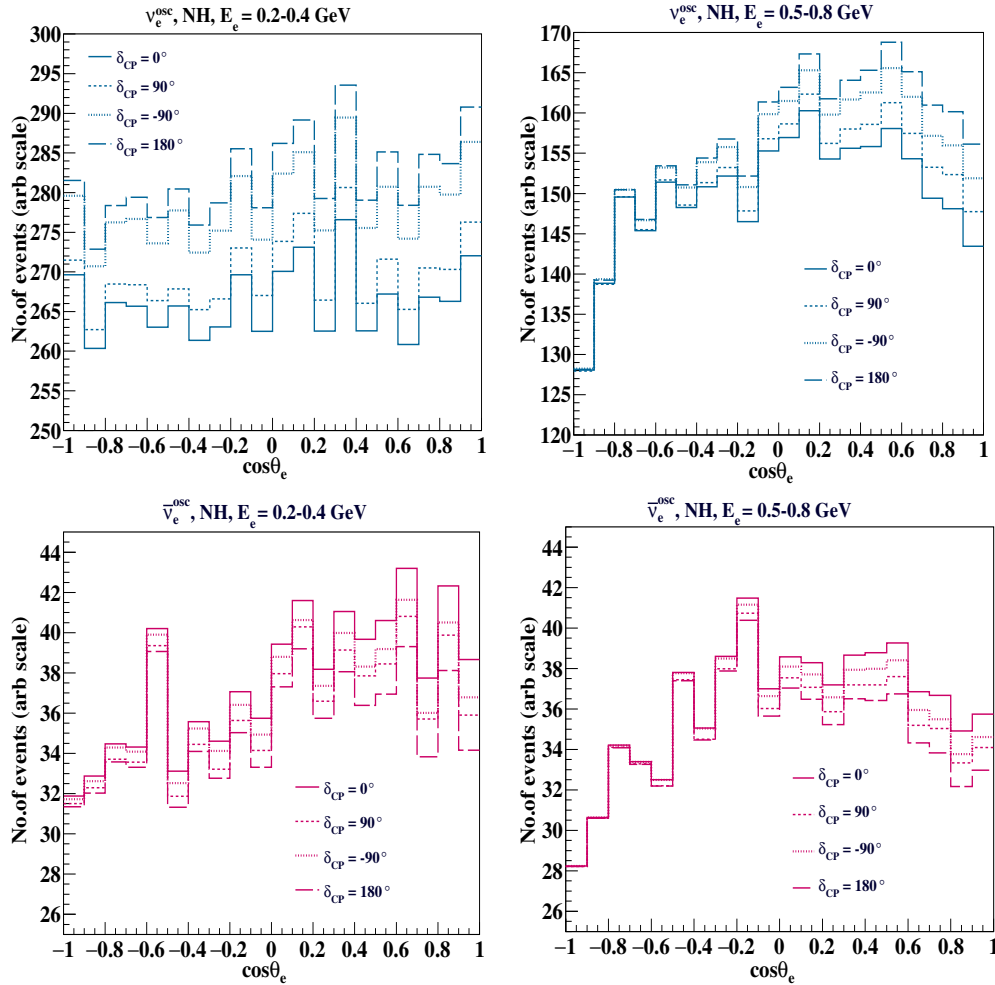 ν_e^osc, NH, E_e = 0.2-0.4 GeV
No.of events (arb scale)
300
295
290
285
280
275
270
265
260
255
250
δ_CP = 0°
δ_CP = 90°
δ_CP = -90°
δ_CP = 180°
−1 −0.8 −0.6 −0.4 −0.2 0 0.2 0.4 0.6 0.8 1
cosθ_e
ν_e^osc, NH, E_e = 0.5-0.8 GeV
No.of events (arb scale)
170
160
150
140
130
120
δ_CP = 0°
δ_CP = 90°
δ_CP = -90°
δ_CP = 180°
−1 −0.8 −0.6 −0.4 −0.2 0 0.2 0.4 0.6 0.8 1
cosθ_e
ν̅_e^osc, NH, E_e = 0.2-0.4 GeV
No.of events (arb scale)
44
42
40
38
36
34
32
30
28
26
δ_CP = 0°
δ_CP = 90°
δ_CP = -90°
δ_CP = 180°
−1 −0.8 −0.6 −0.4 −0.2 0 0.2 0.4 0.6 0.8 1
cosθ_e
ν̅_e^osc, NH, E_e = 0.5-0.8 GeV
No.of events (arb scale)
44
42
40
38
36
34
32
30
28
26
δ_CP = 0°
δ_CP = 90°
δ_CP = -90°
δ_CP = 180°
−1 −0.8 −0.6 −0.4 −0.2 0 0.2 0.4 0.6 0.8 1
cosθ_e